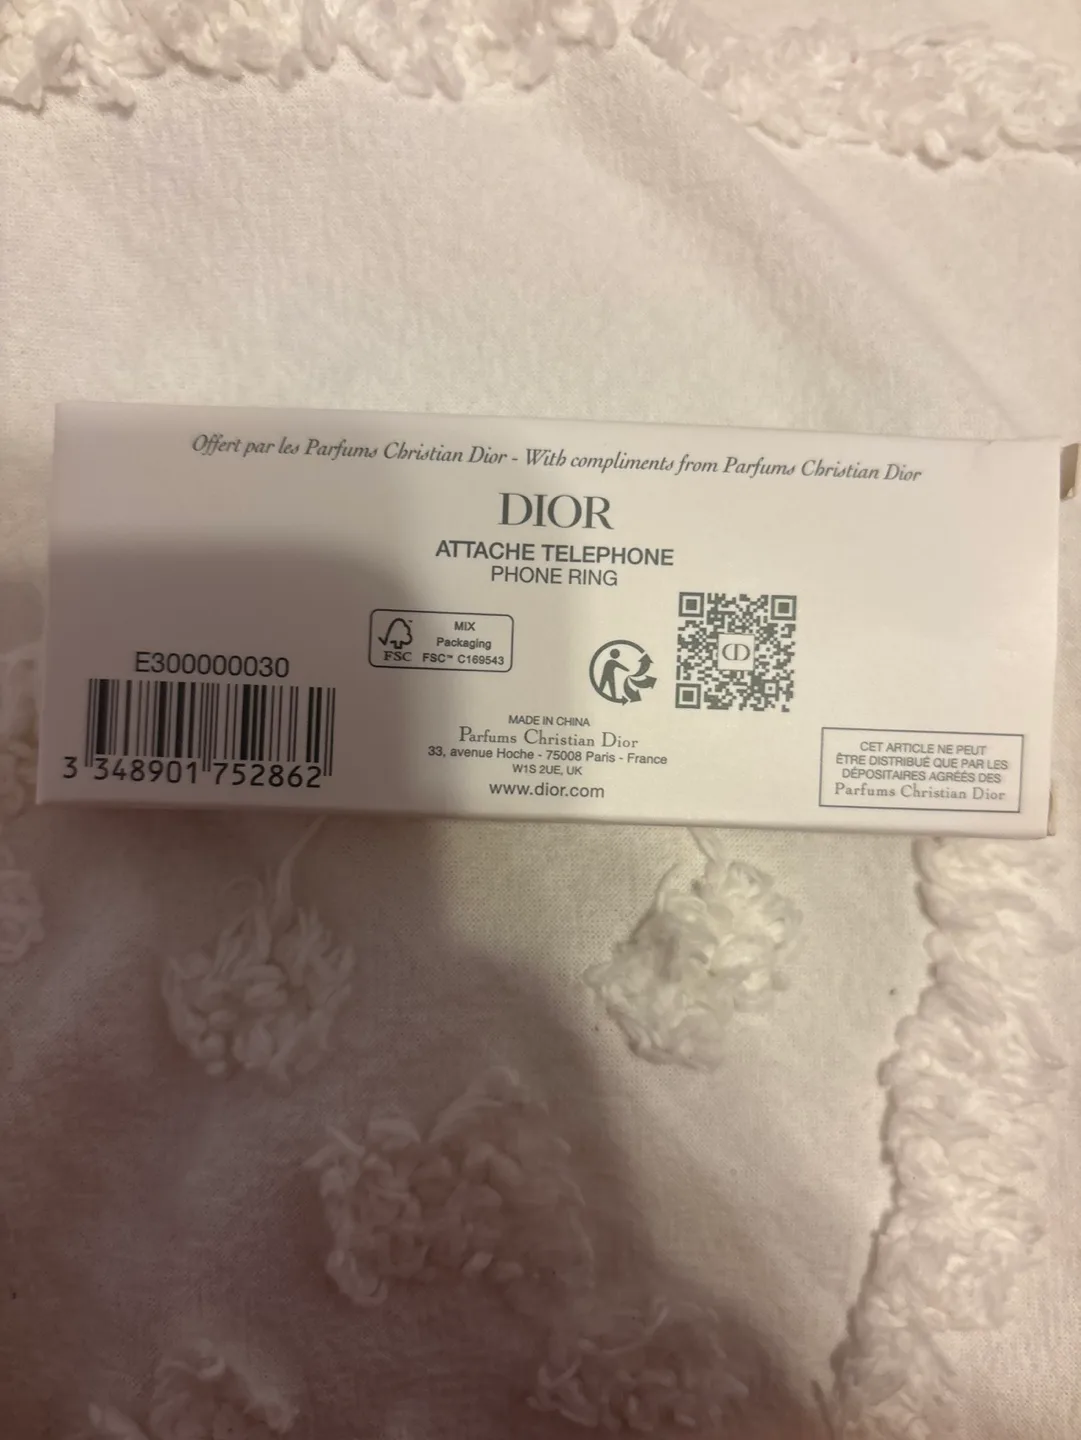 Offert par les Parfums Christian Dior - With compliments from Parfums Christian Dior
DIOR
ATTACHE TELEPHONE
PHONE RING
MIX
Packaging
FSC FSC™ C169543
CD
E300000030
3 348901 752862
MADE IN CHINA
Parfums Christian Dior
33, avenue Hoche - 75008 Paris - France
W1S 2UE, UK
www.dior.com
CET ARTICLE NE PEUT
ÊTRE DISTRIBUÉ QUE PAR LES
DÉPOSITAIRES AGRÉÉS DES
Parfums Christian Dior